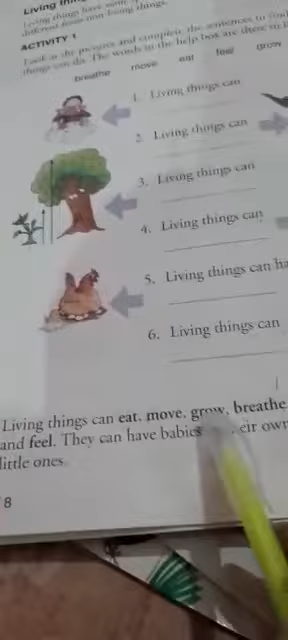 Living thin
Living things have some
different from non living things.
ACTIVITY 1
Look at the pictures and complete the sentences to find
things can do. The words in the help box are there to h
breathe move eat feel grow
1. Living things can
2. Living things can
3. Living things can
4. Living things can
5. Living things can ha
6. Living things can
Living things can eat, move, grow, breathe
and feel. They can have babies eir own
little ones.
8